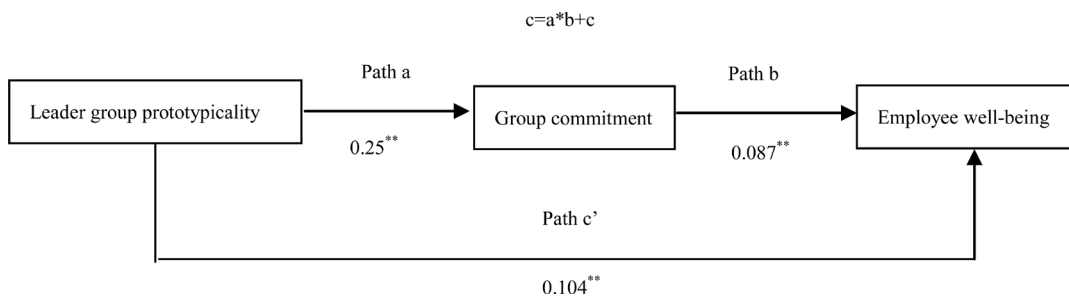 c=a*b+c
Path a
Path b
Leader group prototypicality
Group commitment
Employee well-being
0.25**
0.087**
Path c’
0.104**